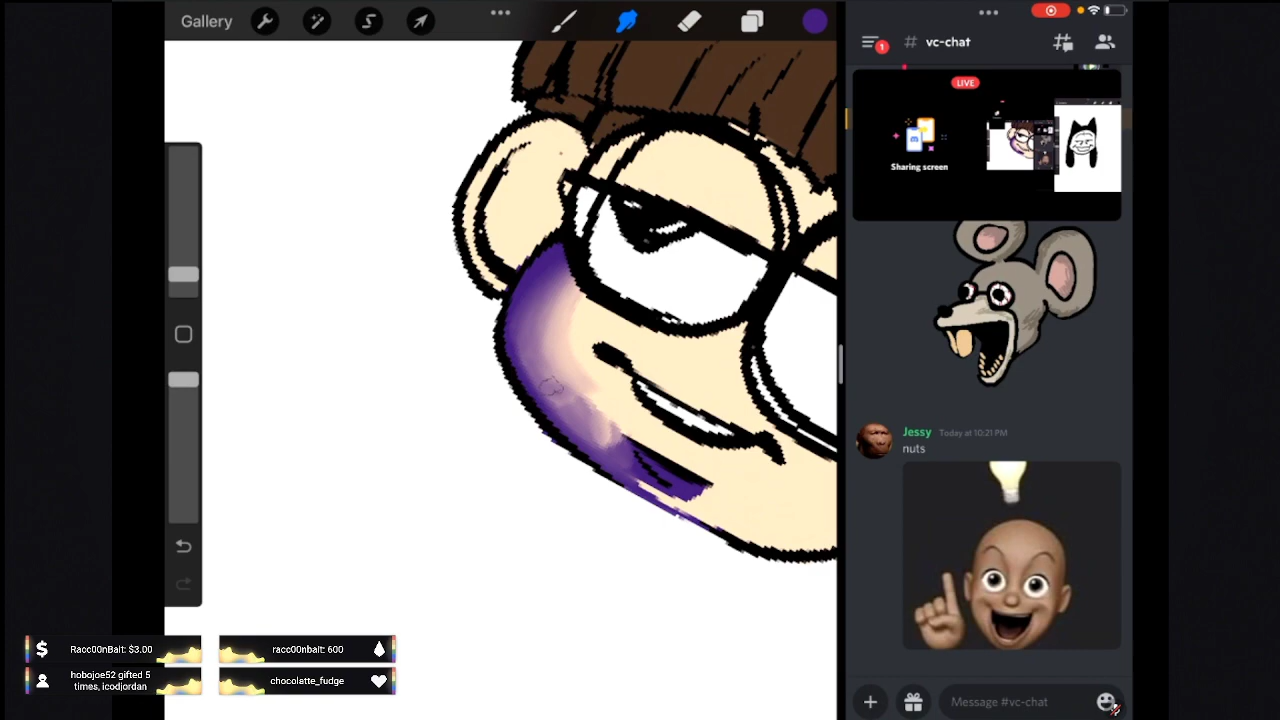 Gallery
# vc-chat
1
LIVE
Sharing screen
Jessy Today at 10:21 PM
nuts
Message #vc-chat
$ Racc00nBait: $3.00
racc00nbait: 600
hobojoe52 gifted 5
times, icodjordan
chocolatte_fudge